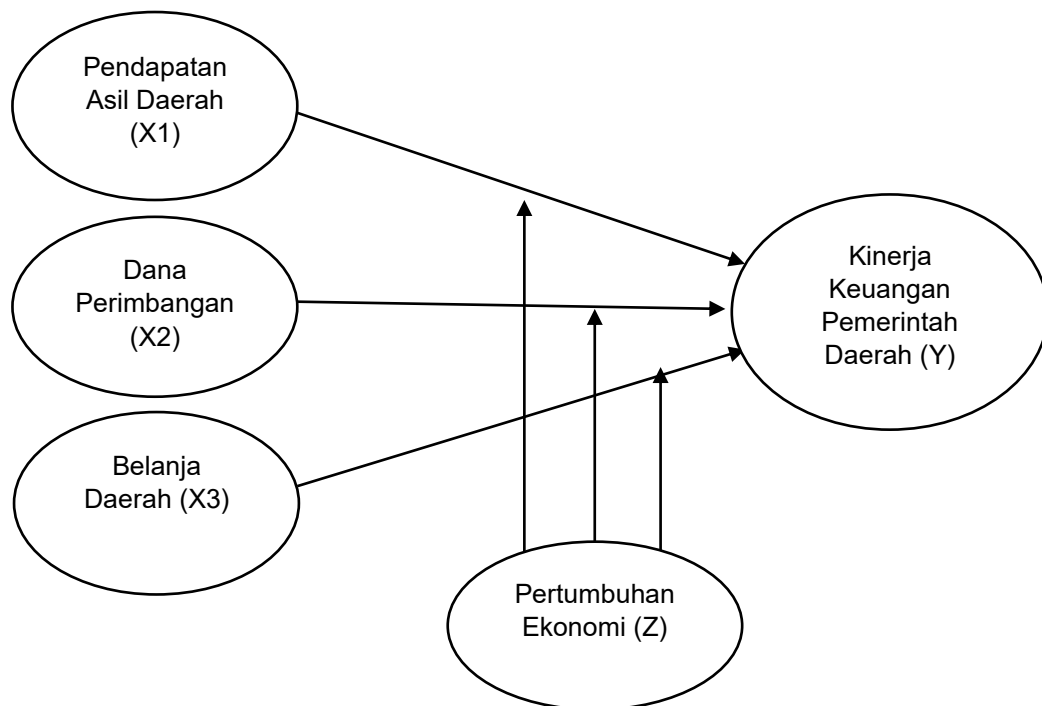 Pendapatan
Asil Daerah
(X1)
Dana
Perimbangan
(X2)
Belanja
Daerah (X3)
Kinerja
Keuangan
Pemerintah
Daerah (Y)
Pertumbuhan
Ekonomi (Z)